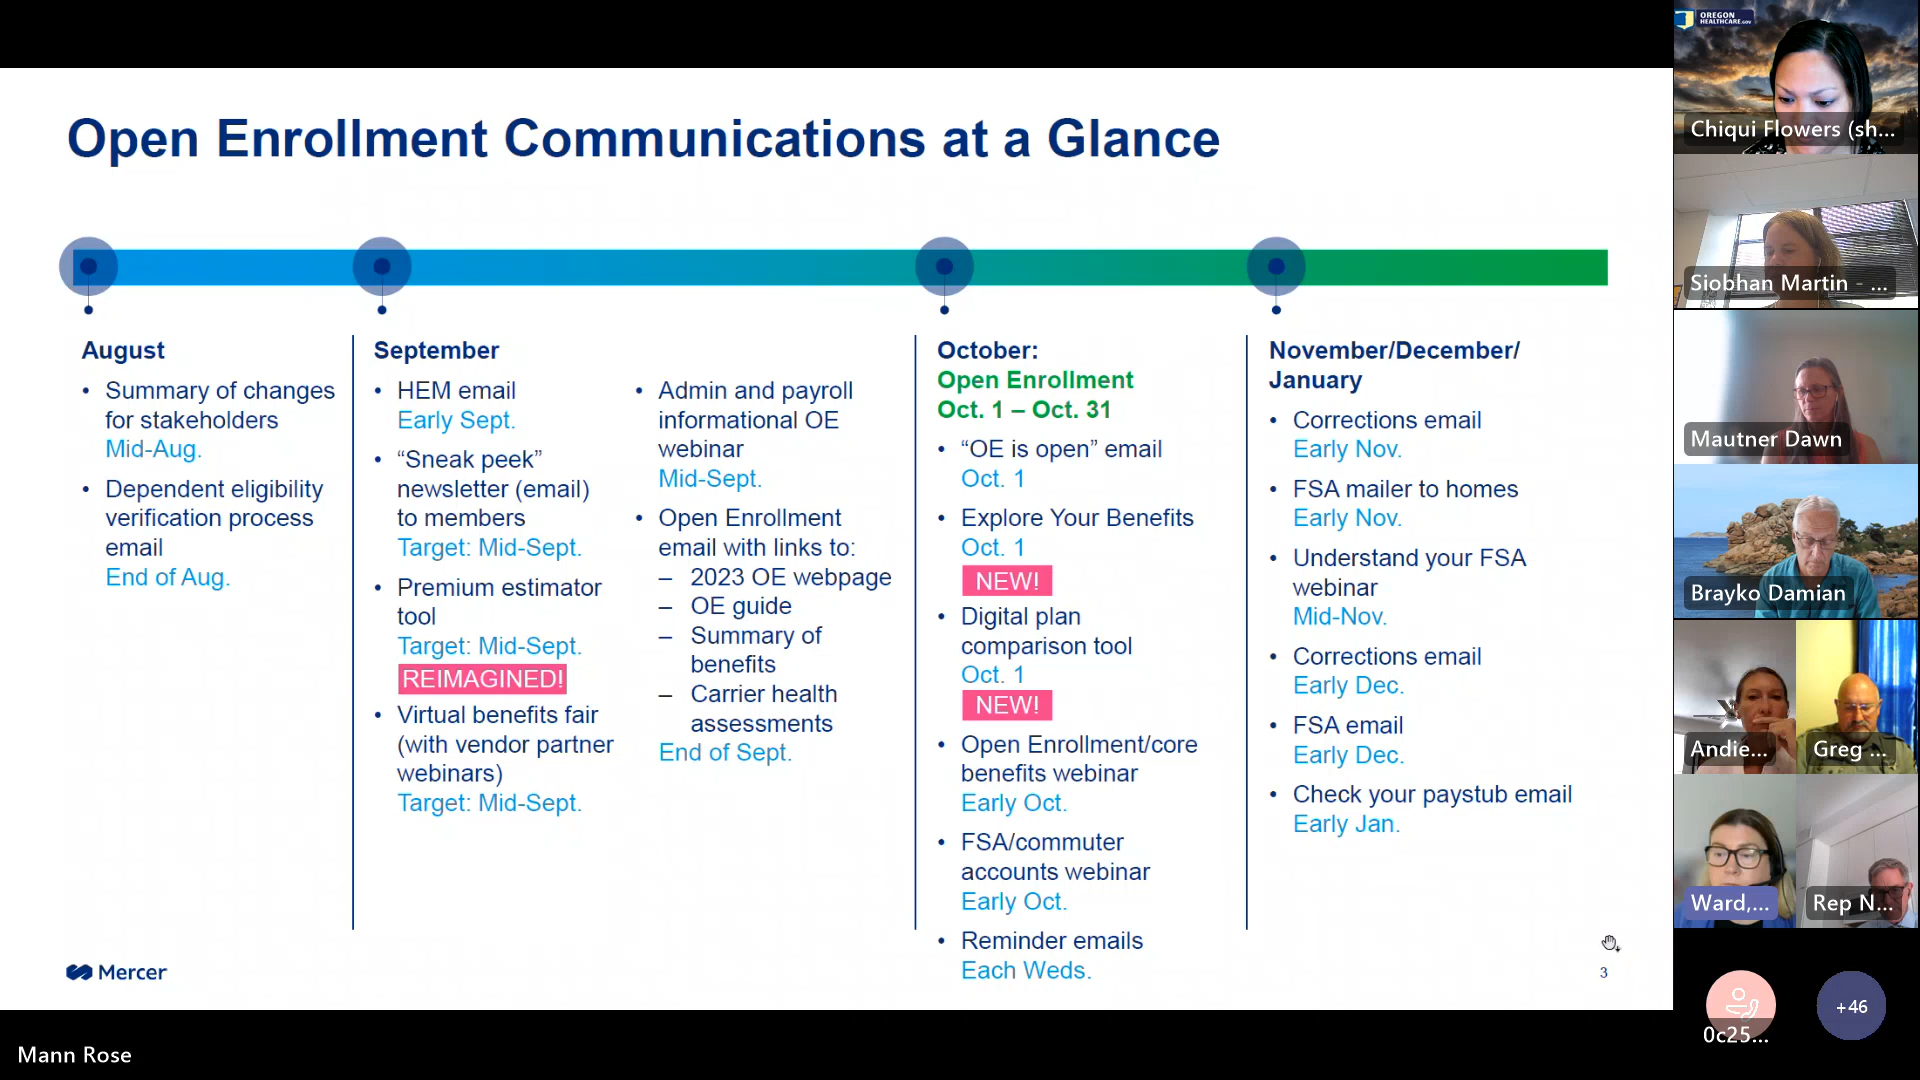 Open Enrollment Communications at a Glance
August
• Summary of changes
for stakeholders
Mid-Aug.
• Dependent eligibility
verification process
email
End of Aug.
September
• HEM email
Early Sept.
• “Sneak peek”
newsletter (email)
to members
Target: Mid-Sept.
• Premium estimator
tool
Target: Mid-Sept.
REIMAGINED!
• Virtual benefits fair
(with vendor partner
webinars)
Target: Mid-Sept.
• Admin and payroll
informational OE
webinar
Mid-Sept.
• Open Enrollment
email with links to:
– 2023 OE webpage
– OE guide
– Summary of
benefits
– Carrier health
assessments
End of Sept.
October:
Open Enrollment
Oct. 1 – Oct. 31
• “OE is open” email
Oct. 1
• Explore Your Benefits
Oct. 1
NEW!
• Digital plan
comparison tool
Oct. 1
NEW!
• Open Enrollment/core
benefits webinar
Early Oct.
• FSA/commuter
accounts webinar
Early Oct.
• Reminder emails
Each Weds.
November/December/
January
• Corrections email
Early Nov.
• FSA mailer to homes
Early Nov.
• Understand your FSA
webinar
Mid-Nov.
• Corrections email
Early Dec.
• FSA email
Early Dec.
• Check your paystub email
Early Jan.
Mercer
3
OREGON
HEALTHCARE.GOV
Chiqui Flowers (sh...
Siobhan Martin - ...
Mautner Dawn
Brayko Damian
Andie...
Greg ...
Ward,...
Rep N...
0c25...
+46
Mann Rose